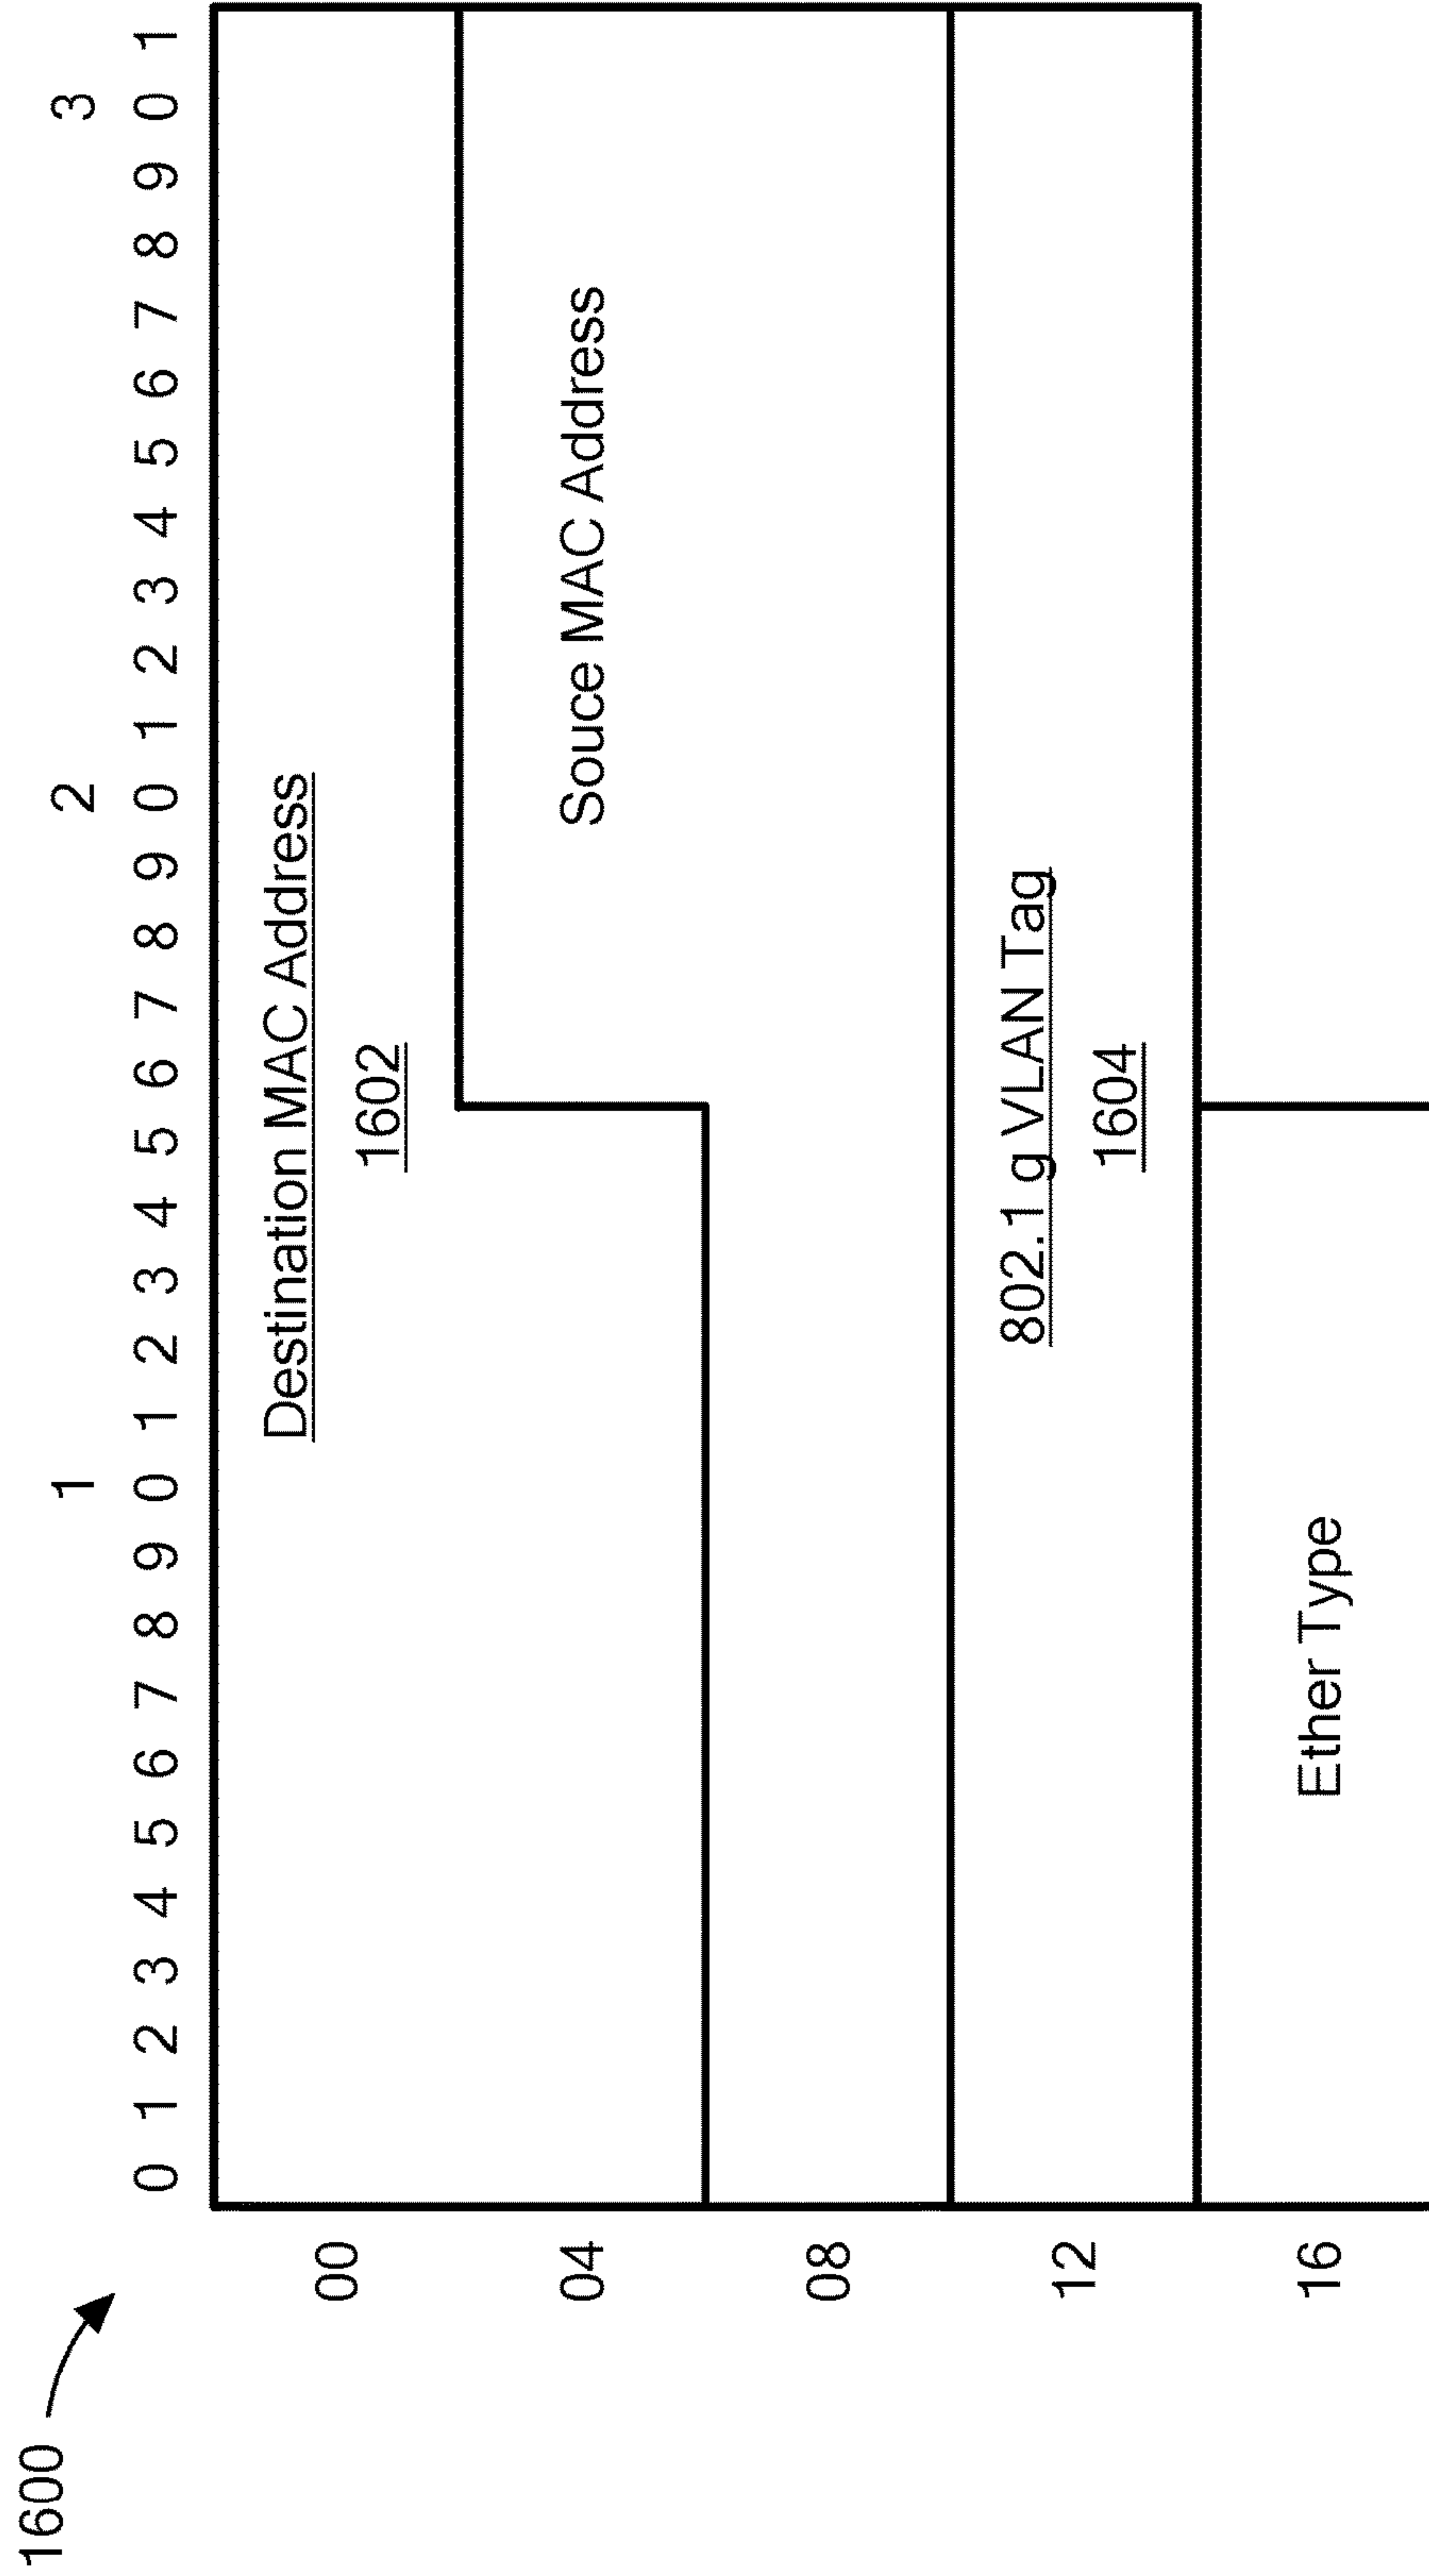 1600
1 2 3
0 1 2 3 4 5 6 7 8 9 0 1 2 3 4 5 6 7 8 9 0 1 2 3 4 5 6 7 8 9 0 1
00
Destination MAC Address
1602
04
Souce MAC Address
08
12
802.1 g VLAN Tag
1604
16
Ether Type